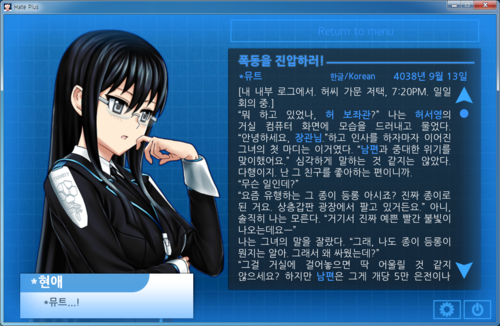 Hate Plus
Return to menu
폭동을 진압하라!
*뮤트 한글/Korean 4038년 9월 13일
[내 내부 로그에서. 허씨 가문 저택, 7:20PM. 일일
회의 중.]
"뭐 하고 있었나, 허 보좌관?" 나는 허서영의
거실 컴퓨터 화면에 모습을 드러내고 물었다.
"안녕하세요, 장관님."하고 인사를 하자마자 이어진
그녀의 첫 마디는 이거였다. "남편과 중대한 위기를
맞이했어요." 심각하게 말하는 것 같지는 않았다.
다행이지. 난 그 친구를 좋아하는 편이니까.
"무슨 일인데?"
"요즘 유행하는 그 종이 등롱 아시죠? 진짜 종이로
된 거요. 상층갑판 광장에서 팔고 있거든요." 아니,
솔직히 나는 모른다. "거기서 진짜 예쁜 빨간 불빛이
나오는데요—"
나는 그녀의 말을 잘랐다. "그래, 나도 종이 등롱이
뭔지는 알아. 그래서 왜 싸웠는데?"
"그걸 거실에 걸어놓으면 딱 어울릴 것 같지
않으세요? 하지만 남편은 그게 개당 5만 은전이나
*현애
*뮤트...!